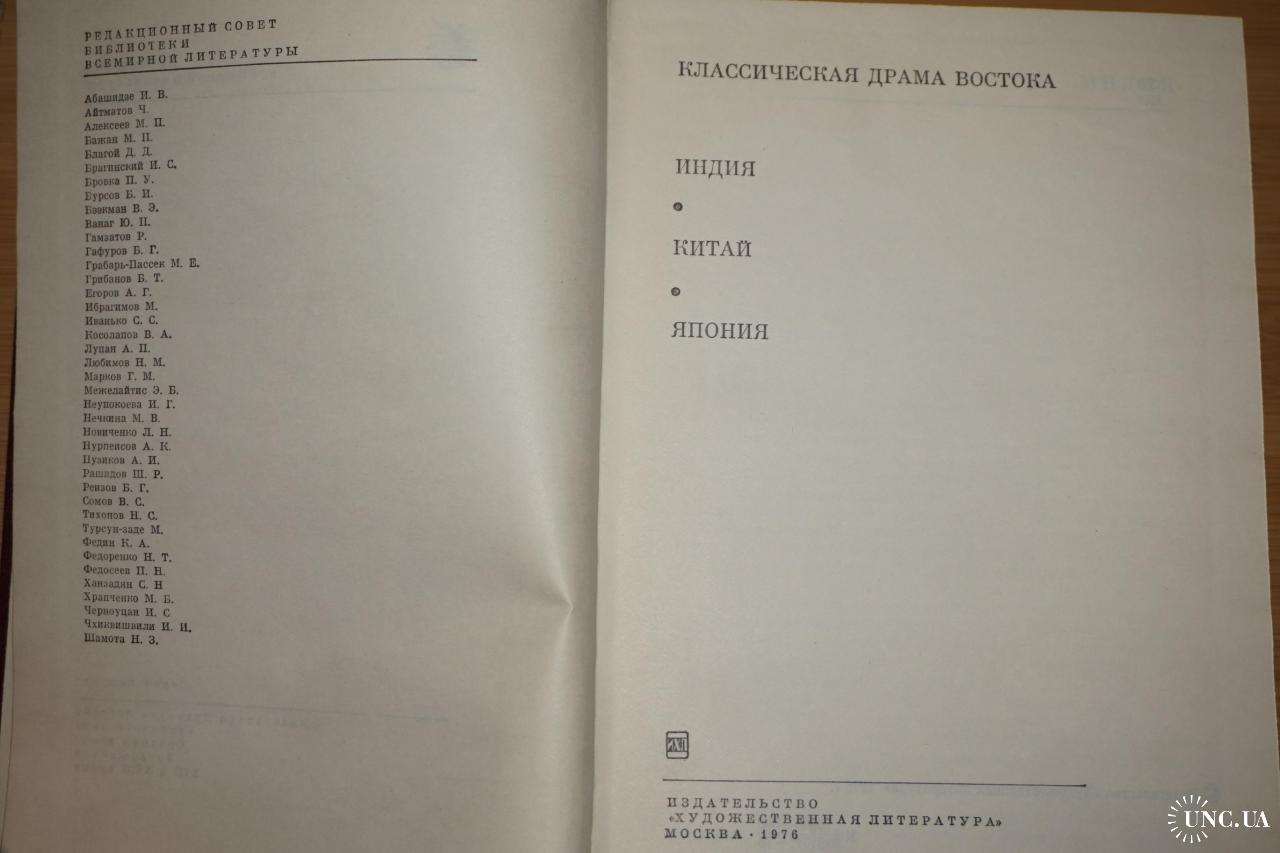 РЕДАКЦИОННЫЙ СОВЕТ
БИБЛИОТЕКИ
ВСЕМИРНОЙ ЛИТЕРАТУРЫ
Абашидзе И. В.
Айтматов Ч.
Алексеев М. П.
Бажан М. П.
Благой Д. Д.
Брагинский И. С.
Бровка П. У.
Бурсов Б. И.
Бээкман В. Э.
Ванаг Ю. П.
Гамзатов Р.
Гафуров Б. Г.
Грабарь-Пассек М. Е.
Грибанов Б. Т.
Егоров А. Г.
Ибрагимов М.
Иванько С. С.
Косолапов В. А.
Лупан А. П.
Любимов Н. М.
Марков Г. М.
Межелайтис Э. Б.
Неупокоева И. Г.
Нечкина М. В.
Новиченко Л. Н.
Нурпеисов А. К.
Пузиков А. И.
Рашидов Ш. Р.
Реизов Б. Г.
Сомов В. С.
Тихонов Н. С.
Турсун-заде М.
Федин К. А.
Федоренко Н. Т.
Федосеев П. Н.
Ханзадян С. Н
Храпченко М. Б.
Черноуцан И. С
Чхиквишвили И. И.
Шамота Н. З.
КЛАССИЧЕСКАЯ ДРАМА ВОСТОКА
ИНДИЯ
•
КИТАЙ
•
ЯПОНИЯ
ИЗДАТЕЛЬСТВО
«ХУДОЖЕСТВЕННАЯ ЛИТЕРАТУРА»
МОСКВА · 1976
UNC.UA